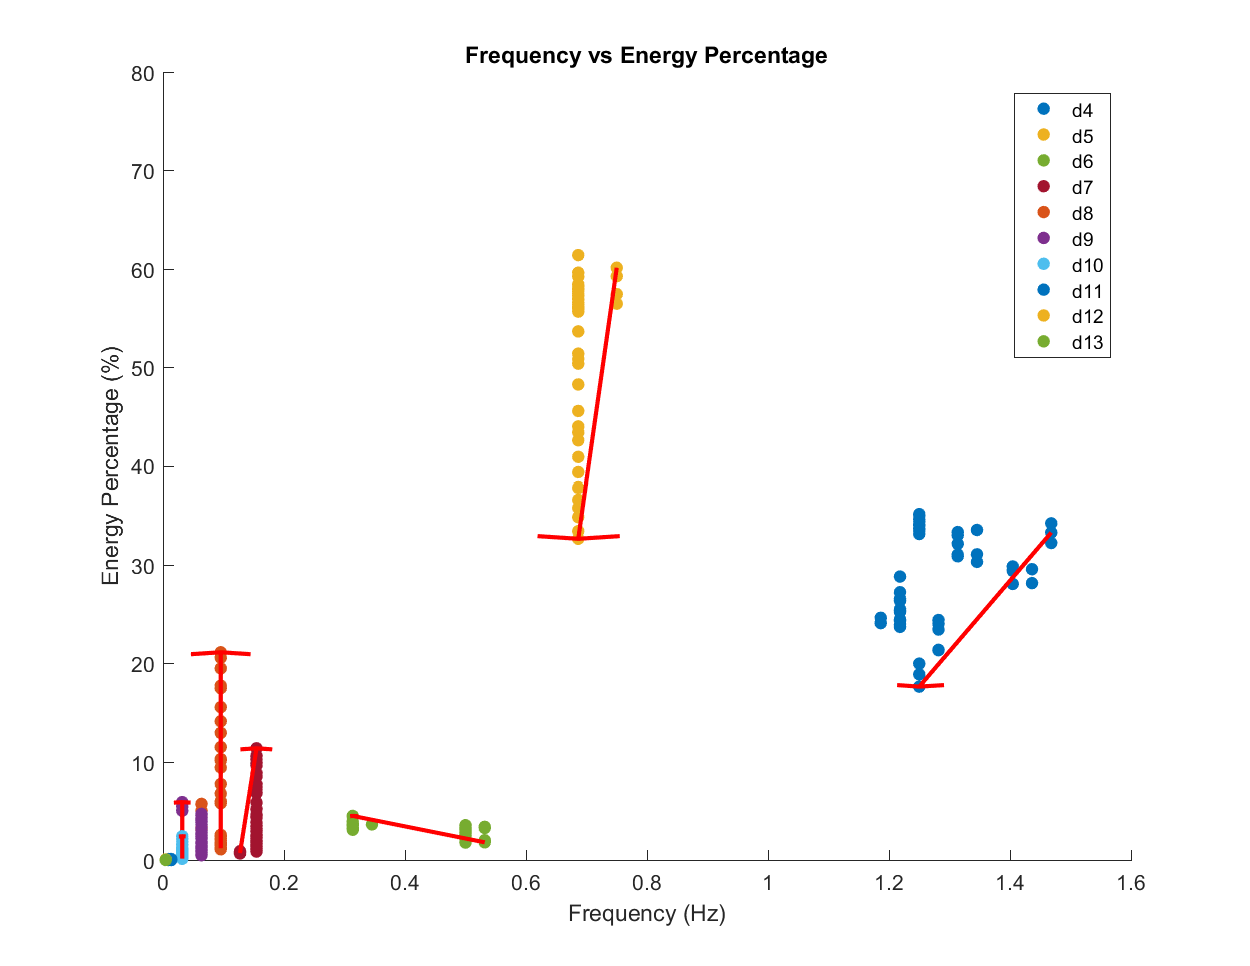 Frequency vs Energy Percentage
80
70
60
50
40
30
20
10
0
Energy Percentage (%)
0 0.2 0.4 0.6 0.8 1 1.2 1.4 1.6
Frequency (Hz)
d4
d5
d6
d7
d8
d9
d10
d11
d12
d13